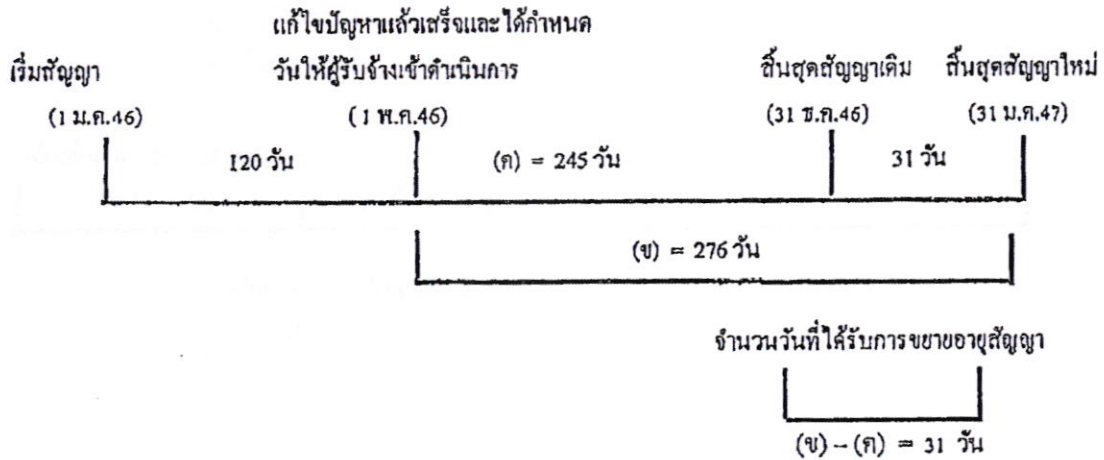 แก้ไขปัญหาแล้วเสร็จและได้กำหนด
เริ่มสัญญา วันให้ผู้รับจ้างเข้าดำเนินการ สิ้นสุดสัญญาเดิม สิ้นสุดสัญญาใหม่
(1 ม.ค.46) (1 พ.ค.46) (31 ธ.ค.46) (31 ม.ค.47)
120 วัน (ค) = 245 วัน 31 วัน
(ข) = 276 วัน
จำนวนวันที่ได้รับการขยายอายุสัญญา
(ข) – (ค) = 31 วัน